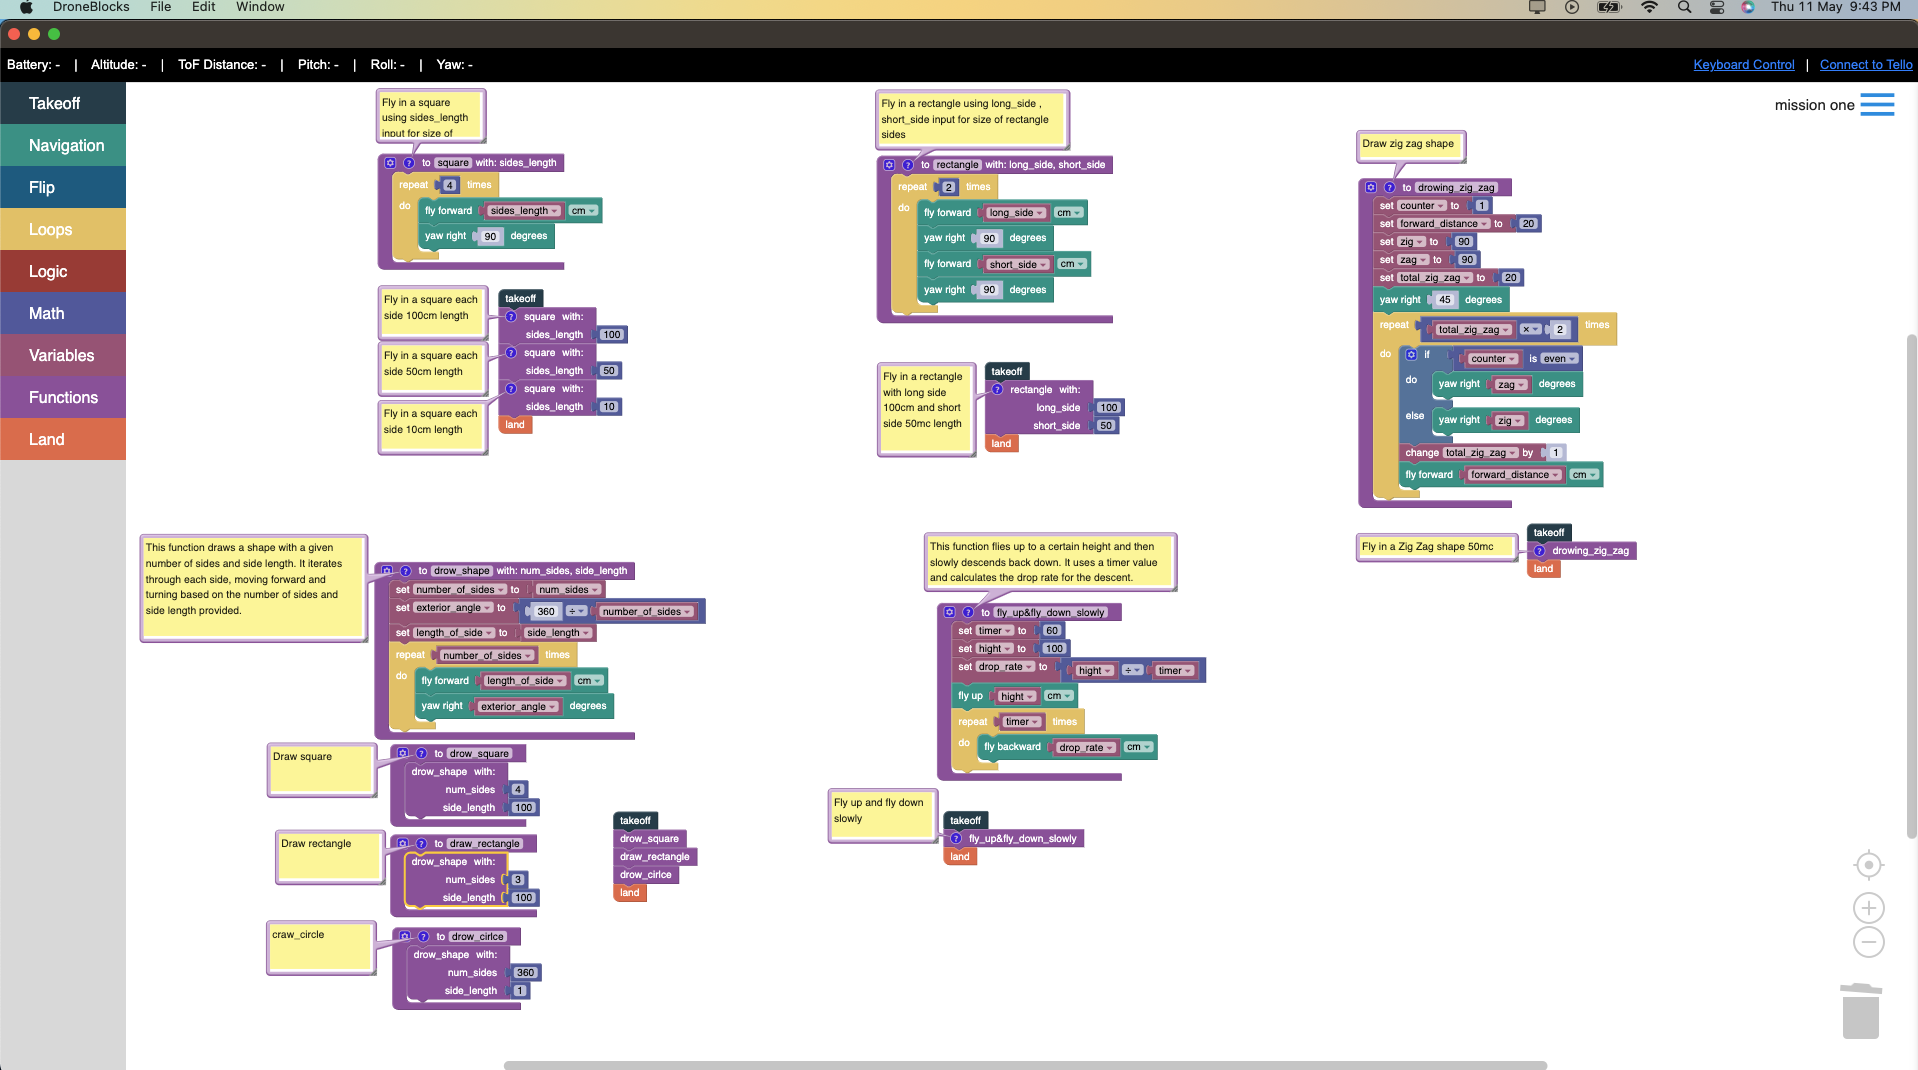 DroneBlocks File Edit Window Thu 11 May 9:43 PM
Battery: - | Altitude: - | ToF Distance: - | Pitch: - | Roll: - | Yaw: - Keyboard Control | Connect to Tello
Takeoff
Navigation
Flip
Loops
Logic
Math
Variables
Functions
Land
mission one
Fly in a square
using sides_length
input for size of
to square with: sides_length
repeat 4 times
do fly forward sides_length cm
yaw right 90 degrees
Fly in a square each
side 100cm length
Fly in a square each
side 50cm length
Fly in a square each
side 10cm length
takeoff
square with:
sides_length 100
square with:
sides_length 50
square with:
sides_length 10
land
Fly in a rectangle using long_side ,
short_side input for size of rectangle
sides
to rectangle with: long_side, short_side
repeat 2 times
do fly forward long_side cm
yaw right 90 degrees
fly forward short_side cm
yaw right 90 degrees
Fly in a rectangle
with long side
100cm and short
side 50mc length
takeoff
rectangle with:
long_side 100
short_side 50
land
Draw zig zag shape
to drowing_zig_zag
set counter to 1
set forward_distance to 20
set zig to 90
set zag to 90
set total_zig_zag to 20
yaw right 45 degrees
repeat total_zig_zag × 2 times
do if counter is even
do yaw right zag degrees
else yaw right zig degrees
change total_zig_zag by 1
fly forward forward_distance cm
Fly in a Zig Zag shape 50mc
takeoff
drowing_zig_zag
land
This function draws a shape with a given
number of sides and side length. It iterates
through each side, moving forward and
turning based on the number of sides and
side length provided.
to drow_shape with: num_sides, side_length
set number_of_sides to num_sides
set exterior_angle to 360 ÷ number_of_sides
set length_of_side to side_length
repeat number_of_sides times
do fly forward length_of_side cm
yaw right exterior_angle degrees
Draw square
to drow_square
drow_shape with:
num_sides 4
side_length 100
Draw rectangle
to draw_rectangle
drow_shape with:
num_sides 3
side_length 100
craw_circle
to drow_cirlce
drow_shape with:
num_sides 360
side_length 1
takeoff
drow_square
draw_rectangle
drow_cirlce
land
This function flies up to a certain height and then
slowly descends back down. It uses a timer value
and calculates the drop rate for the descent.
to fly_up&fly_down_slowly
set timer to 60
set hight to 100
set drop_rate to hight ÷ timer
fly up hight cm
repeat timer times
do fly backward drop_rate cm
Fly up and fly down
slowly
takeoff
fly_up&fly_down_slowly
land